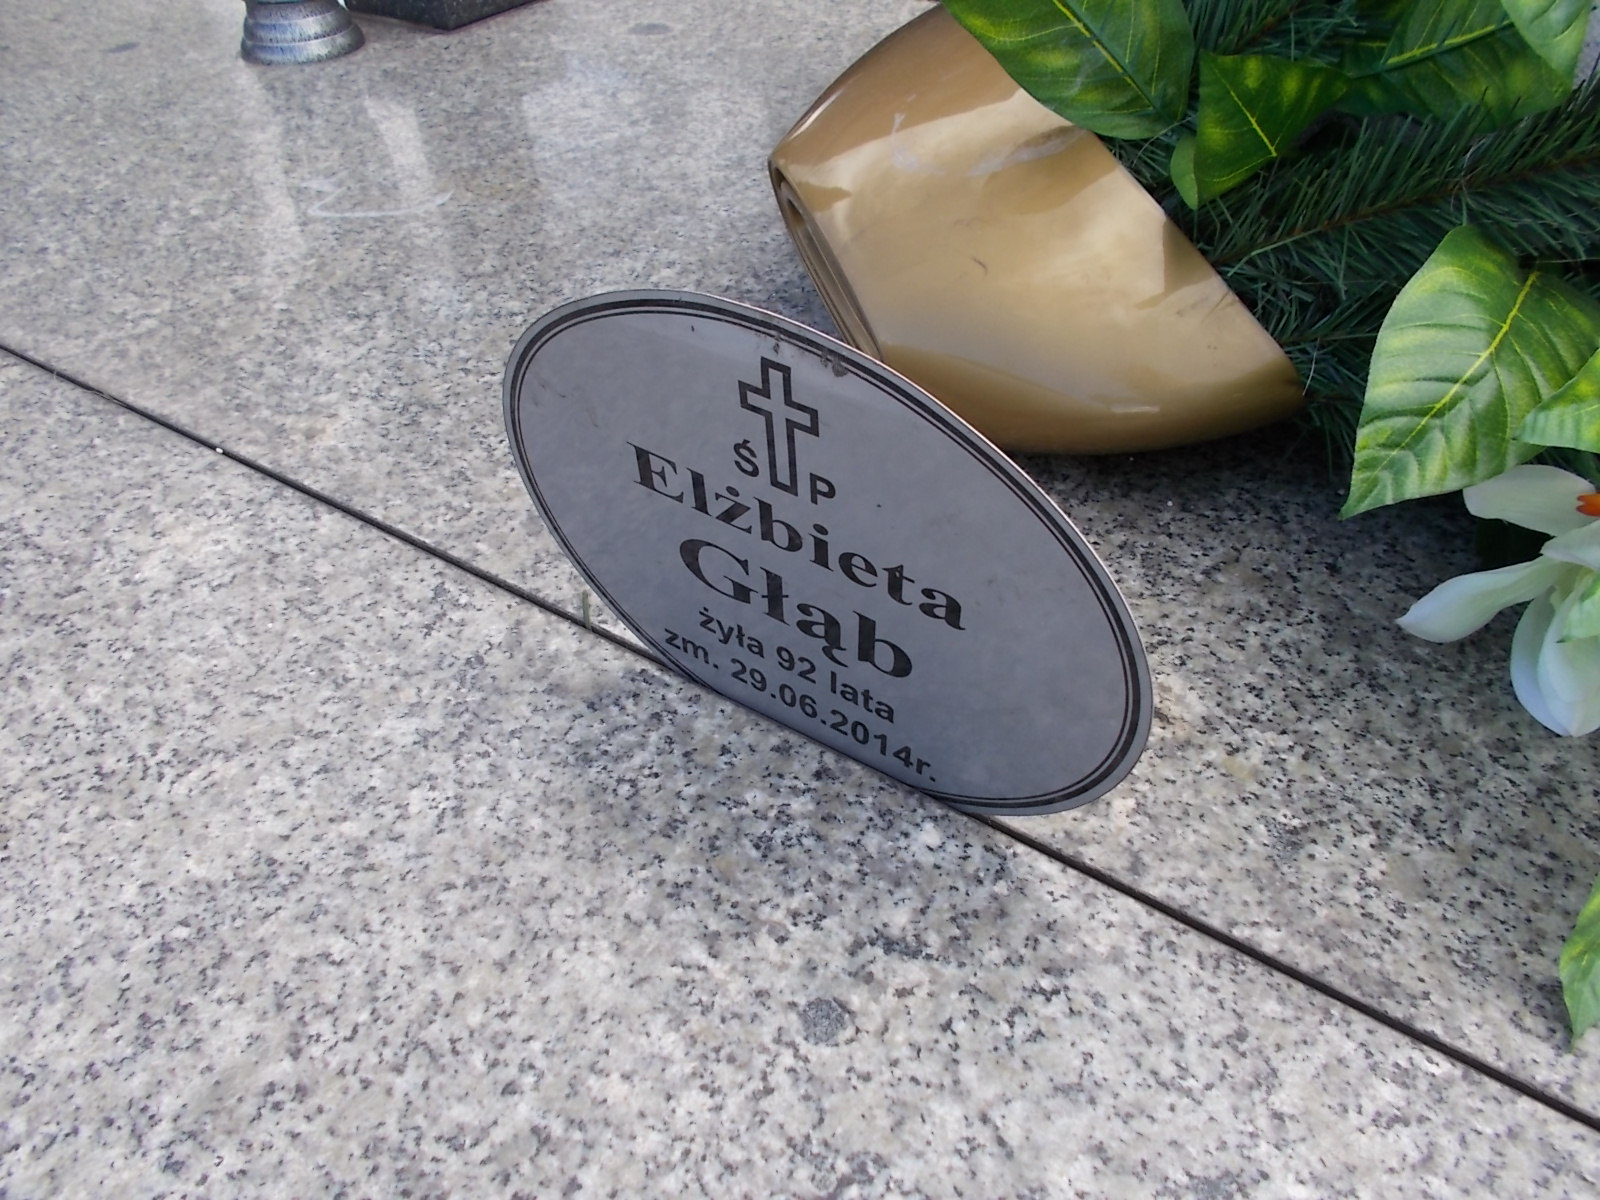 Ś P
Elżbieta
Głąb
żyła 92 lata
zm. 29.06.2014r.